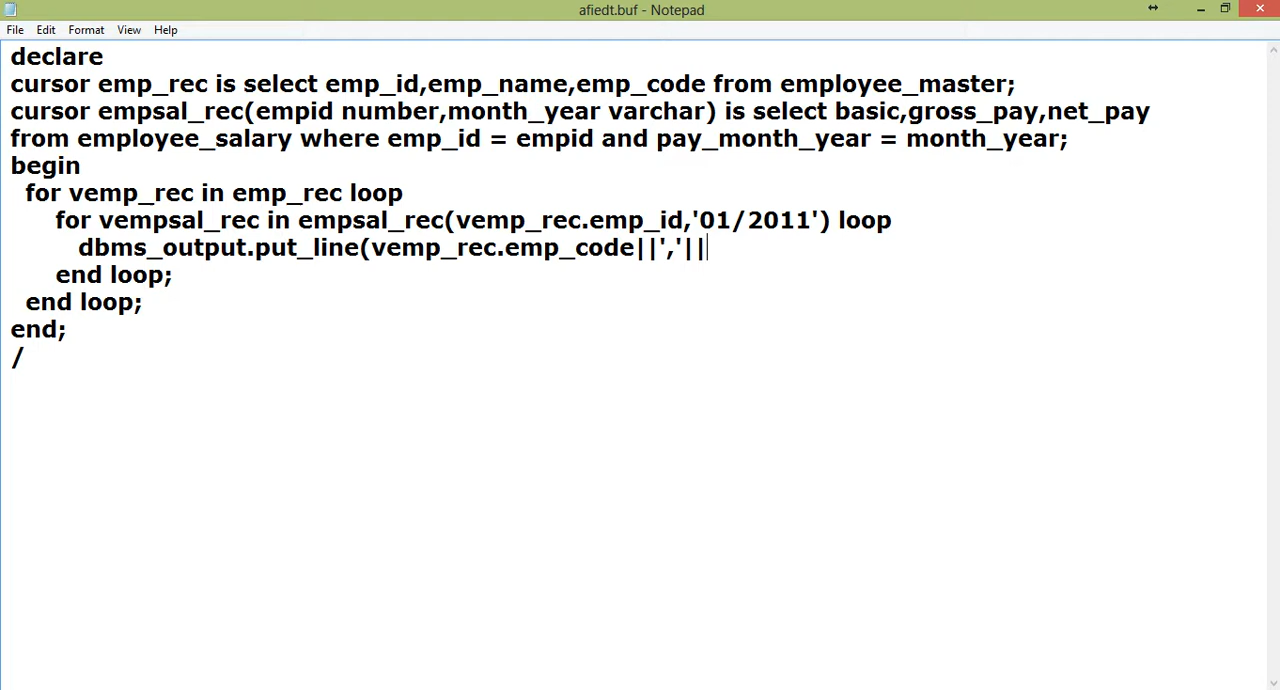 afiedt.buf - Notepad
File Edit Format View Help
declare
cursor emp_rec is select emp_id,emp_name,emp_code from employee_master;
cursor empsal_rec(empid number,month_year varchar) is select basic,gross_pay,net_pay
from employee_salary where emp_id = empid and pay_month_year = month_year;
begin
  for vemp_rec in emp_rec loop
      for vempsal_rec in empsal_rec(vemp_rec.emp_id,'01/2011') loop
         dbms_output.put_line(vemp_rec.emp_code||','||
      end loop;
  end loop;
end;
/